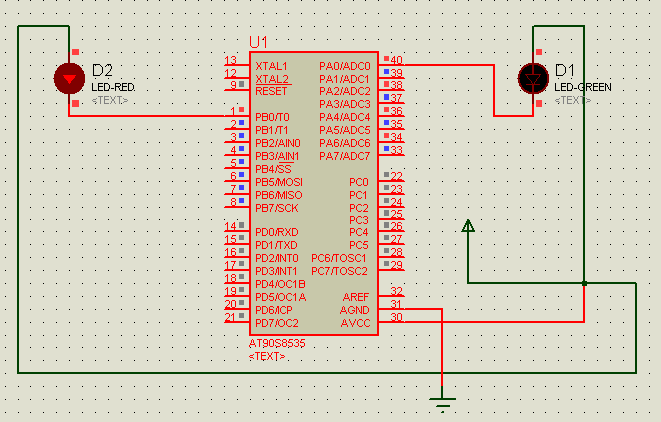 U1
D2
LED-RED
<TEXT>
D1
LED-GREEN
<TEXT>
13 XTAL1 PA0/ADC0 40
12 XTAL2 PA1/ADC1 39
9 RESET PA2/ADC2 38
PA3/ADC3 37
1 PB0/T0 PA4/ADC4 36
2 PB1/T1 PA5/ADC5 35
3 PB2/AIN0 PA6/ADC6 34
4 PB3/AIN1 PA7/ADC7 33
5 PB4/SS
6 PB5/MOSI PC0 22
7 PB6/MISO PC1 23
8 PB7/SCK PC2 24
PC3 25
14 PD0/RXD PC4 26
15 PD1/TXD PC5 27
16 PD2/INT0 PC6/TOSC1 28
17 PD3/INT1 PC7/TOSC2 29
18 PD4/OC1B
19 PD5/OC1A AREF 32
20 PD6/ICP AGND 31
21 PD7/OC2 AVCC 30
AT90S8535
<TEXT>